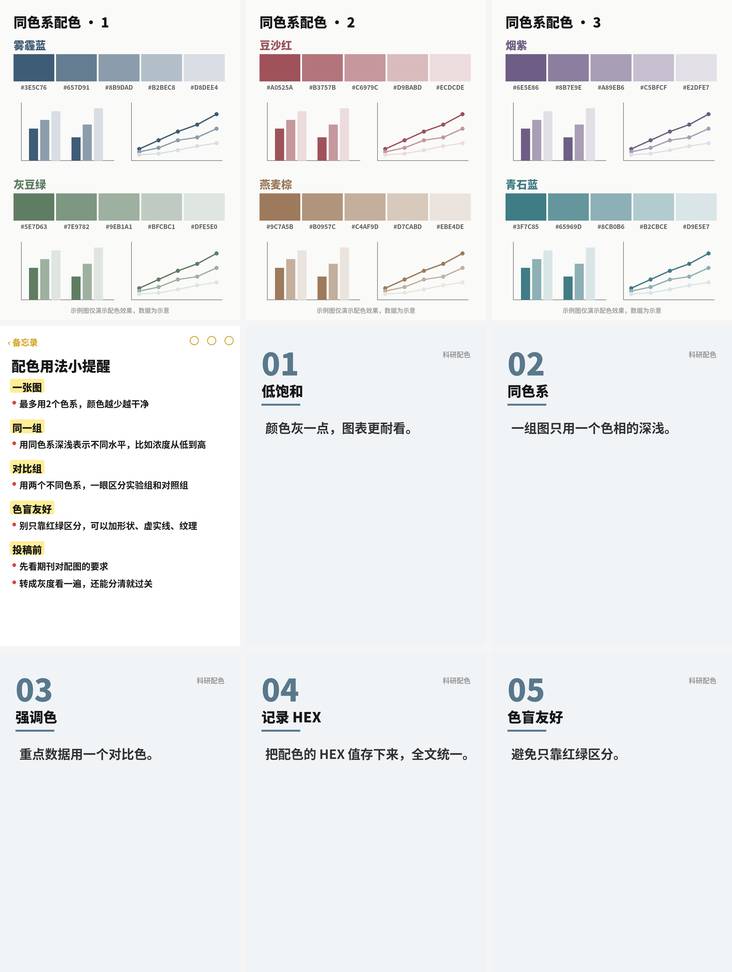 同色系配色 · 1
雾霾蓝
#3E5C76 #657D91 #8B9DAD #B2BEC8 #D8DEE4
灰豆绿
#5E7D63 #7E9782 #9EB1A1 #BFCBC1 #DFE5E0
示例图仅演示配色效果，数据为示意
同色系配色 · 2
豆沙红
#A0525A #B3757B #C6979C #D9BABD #ECDCDE
燕麦棕
#9C7A5B #B0957C #C4AF9D #D7CABD #EBE4DE
示例图仅演示配色效果，数据为示意
同色系配色 · 3
烟紫
#6E5E86 #8B7E9E #A89EB6 #C5BFCF #E2DFE7
青石蓝
#3F7C85 #65969D #8CB0B6 #B2CBCE #D9E5E7
示例图仅演示配色效果，数据为示意
‹ 备忘录
配色用法小提醒
一张图
• 最多用2个色系，颜色越少越干净
同一组
• 用同色系深浅表示不同水平，比如浓度从低到高
对比组
• 用两个不同色系，一眼区分实验组和对照组
色盲友好
• 别只靠红绿区分，可以加形状、虚实线、纹理
投稿前
• 先看期刊对配图的要求
• 转成灰度看一遍，还能分清就过关
01
科研配色
低饱和
颜色灰一点，图表更耐看。
02
科研配色
同色系
一组图只用一个色相的深浅。
03
科研配色
强调色
重点数据用一个对比色。
04
科研配色
记录 HEX
把配色的 HEX 值存下来，全文统一。
05
科研配色
色盲友好
避免只靠红绿区分。